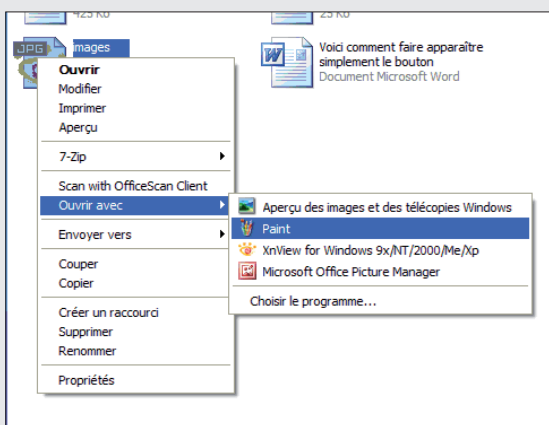 425 Ko
25 Ko
JPG
images
Voici comment faire apparaître
simplement le bouton
Document Microsoft Word
Ouvrir
Modifier
Imprimer
Aperçu
7-Zip
Scan with OfficeScan Client
Ouvrir avec
Envoyer vers
Couper
Copier
Créer un raccourci
Supprimer
Renommer
Propriétés
Aperçu des images et des télécopies Windows
Paint
XnView for Windows 9x/NT/2000/Me/Xp
Microsoft Office Picture Manager
Choisir le programme...